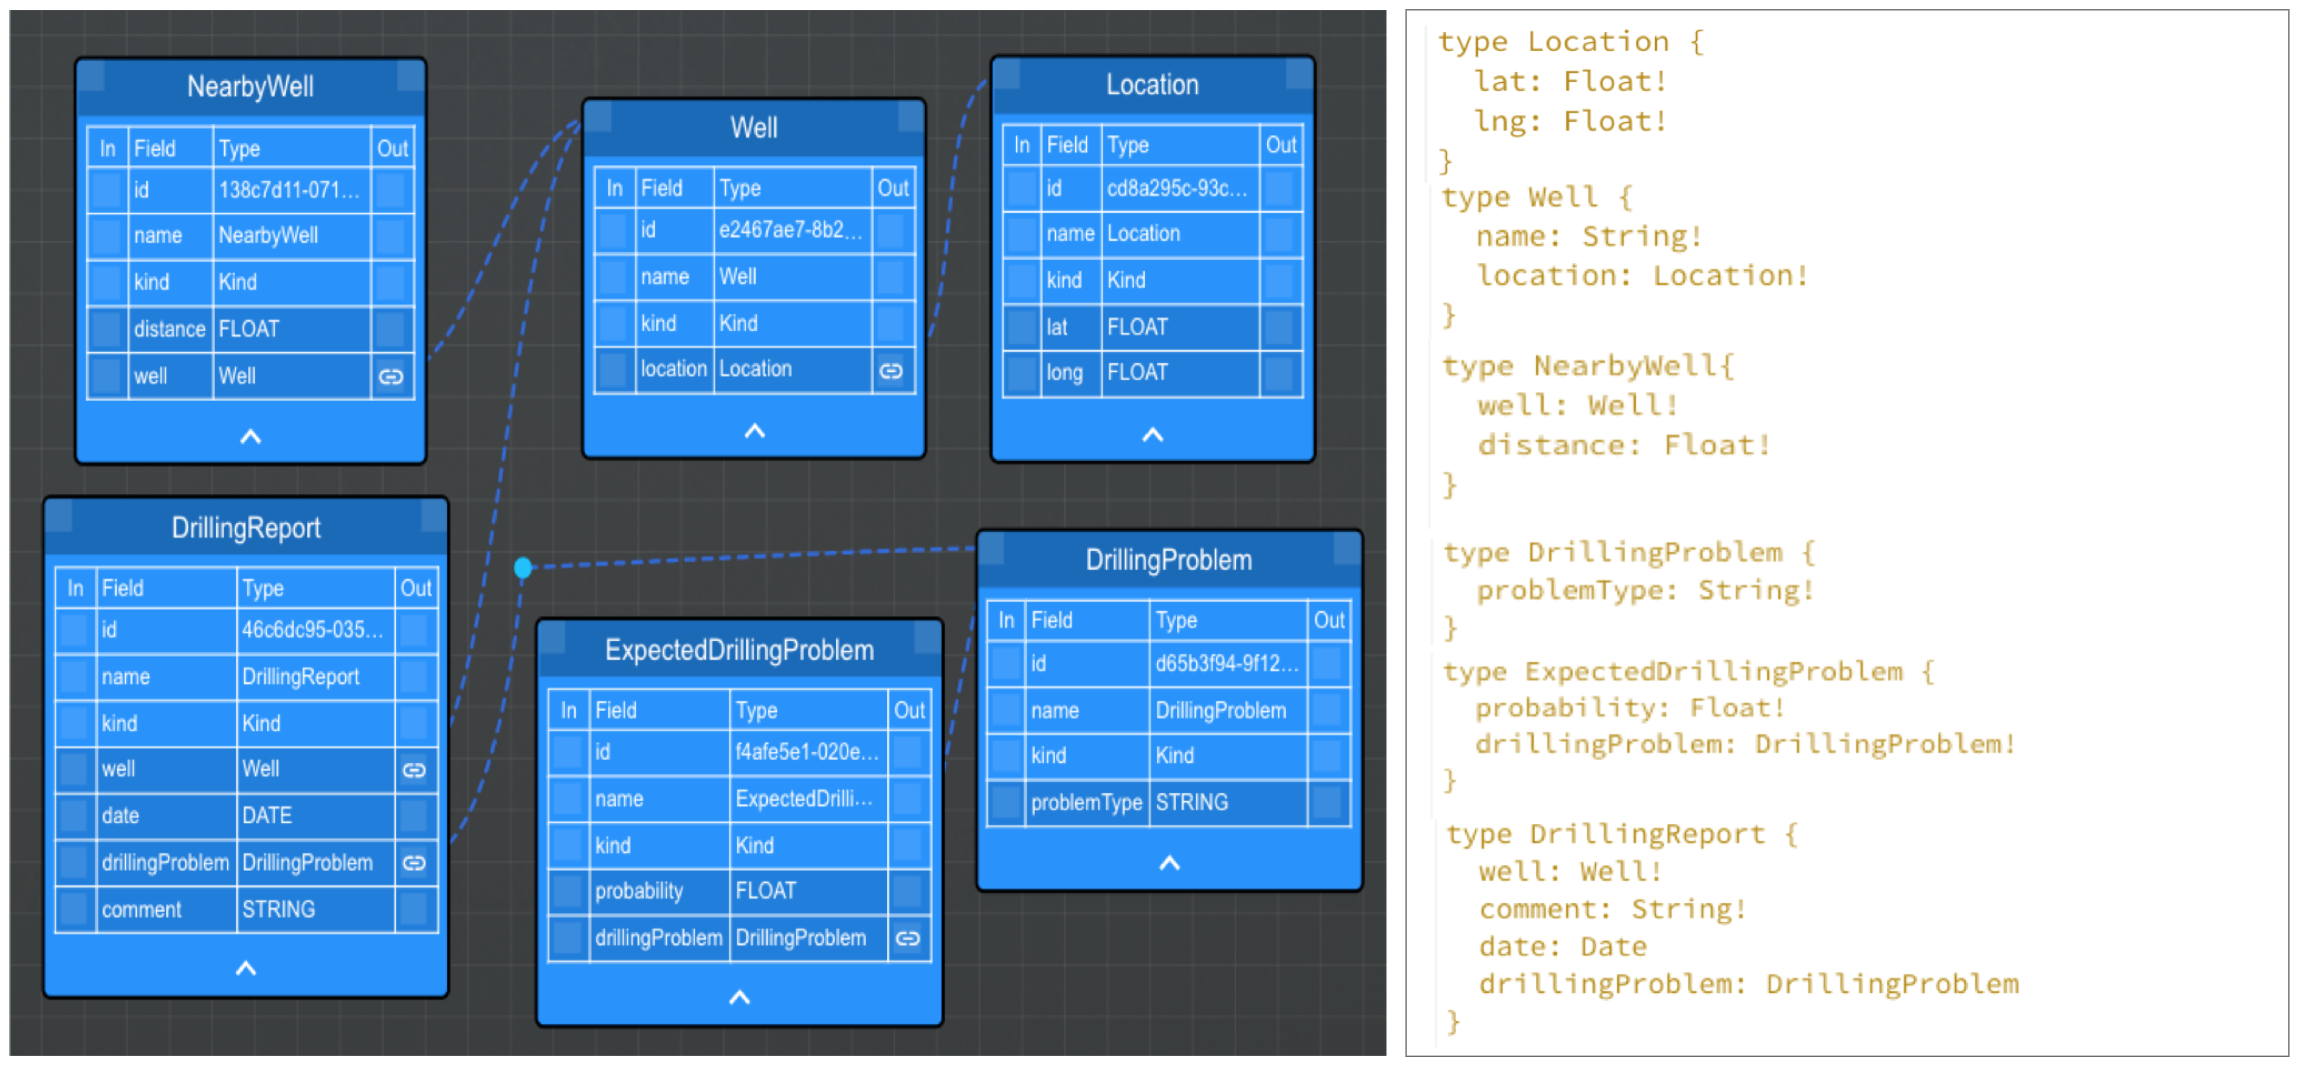 NearbyWell
In Field Type Out
id 138c7d11-071...
name NearbyWell
kind Kind
distance FLOAT
well Well
Well
In Field Type Out
id e2467ae7-8b2...
name Well
kind Kind
location Location
Location
In Field Type Out
id cd8a295c-93c...
name Location
kind Kind
lat FLOAT
long FLOAT
DrillingReport
In Field Type Out
id 46c6dc95-035...
name DrillingReport
kind Kind
well Well
date DATE
drillingProblem DrillingProblem
comment STRING
ExpectedDrillingProblem
In Field Type Out
id f4afe5e1-020e...
name ExpectedDrilli...
kind Kind
probability FLOAT
drillingProblem DrillingProblem
DrillingProblem
In Field Type Out
id d65b3f94-9f12...
name DrillingProblem
kind Kind
problemType STRING
type Location {
lat: Float!
lng: Float!
}
type Well {
name: String!
location: Location!
}
type NearbyWell{
well: Well!
distance: Float!
}
type DrillingProblem {
problemType: String!
}
type ExpectedDrillingProblem {
probability: Float!
drillingProblem: DrillingProblem!
}
type DrillingReport {
well: Well!
comment: String!
date: Date
drillingProblem: DrillingProblem
}